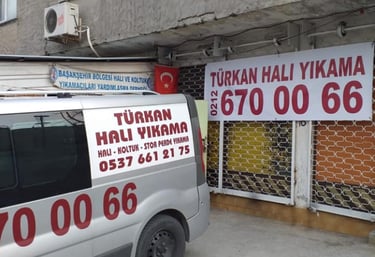 BAŞAKŞEHİR BÖLGESİ HALI VE KOLTUK
YIKAMACILARI YARDIMLAŞMA DERNEĞİ
TÜRKAN HALI YIKAMA
0212 670 00 66
TÜRKAN
HALI YIKAMA
HALI - KOLTUK - STOR PERDE YIKAMA
0537 661 21 75
70 00 66